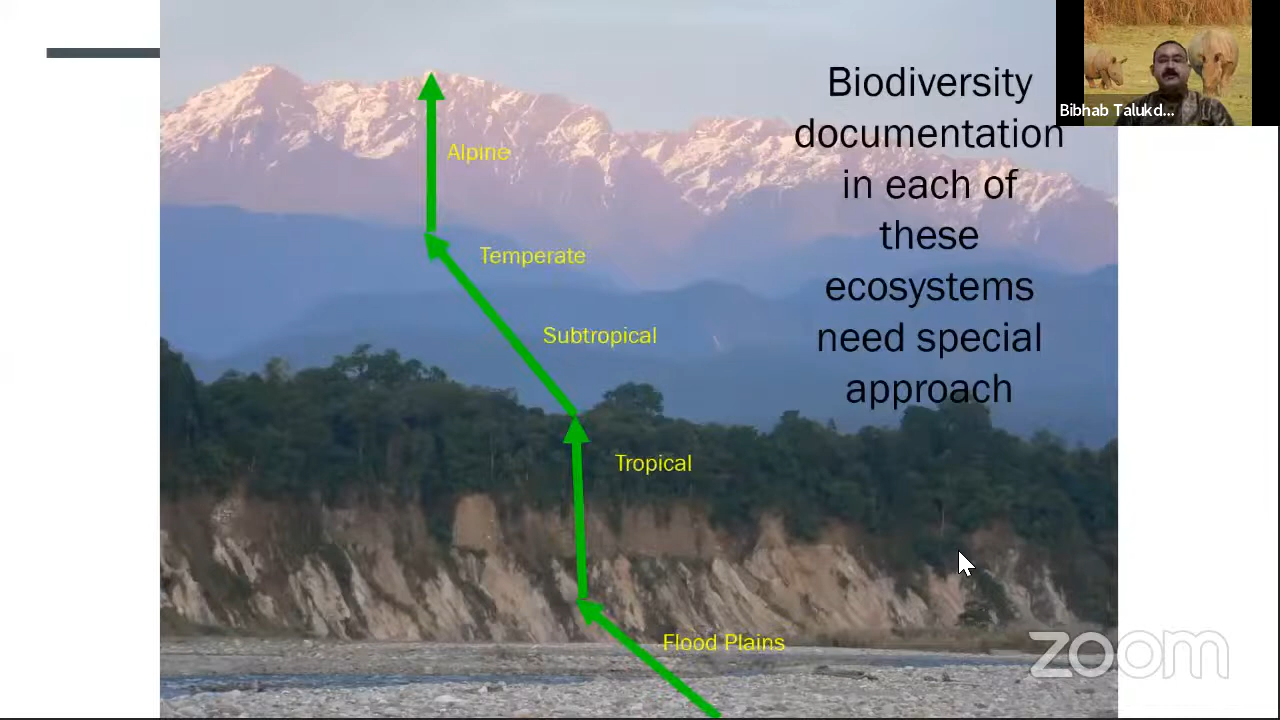 Biodiversity
documentation
in each of
these
ecosystems
need special
approach
Bibhab Talukd...
Alpine
Temperate
Subtropical
Tropical
Flood Plains
zoom